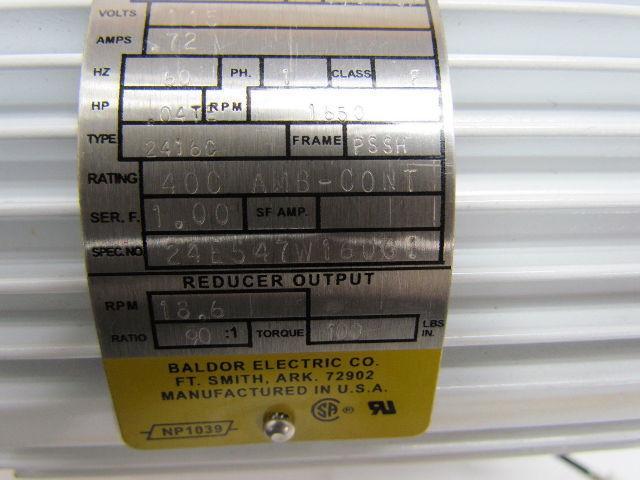 VOLTS 115
AMPS .72
HZ 60 PH. 1 CLASS F
HP RPM 1650
TYPE 2416C FRAME PSSH
RATING 40C AMB-CONT
SER. F. 1.00 SF AMP.
SPEC.NO.
REDUCER OUTPUT
RPM 18.6
RATIO 90 :1 TORQUE 100 LBS IN.
BALDOR ELECTRIC CO.
FT. SMITH, ARK. 72902
MANUFACTURED IN U.S.A.
NP1039